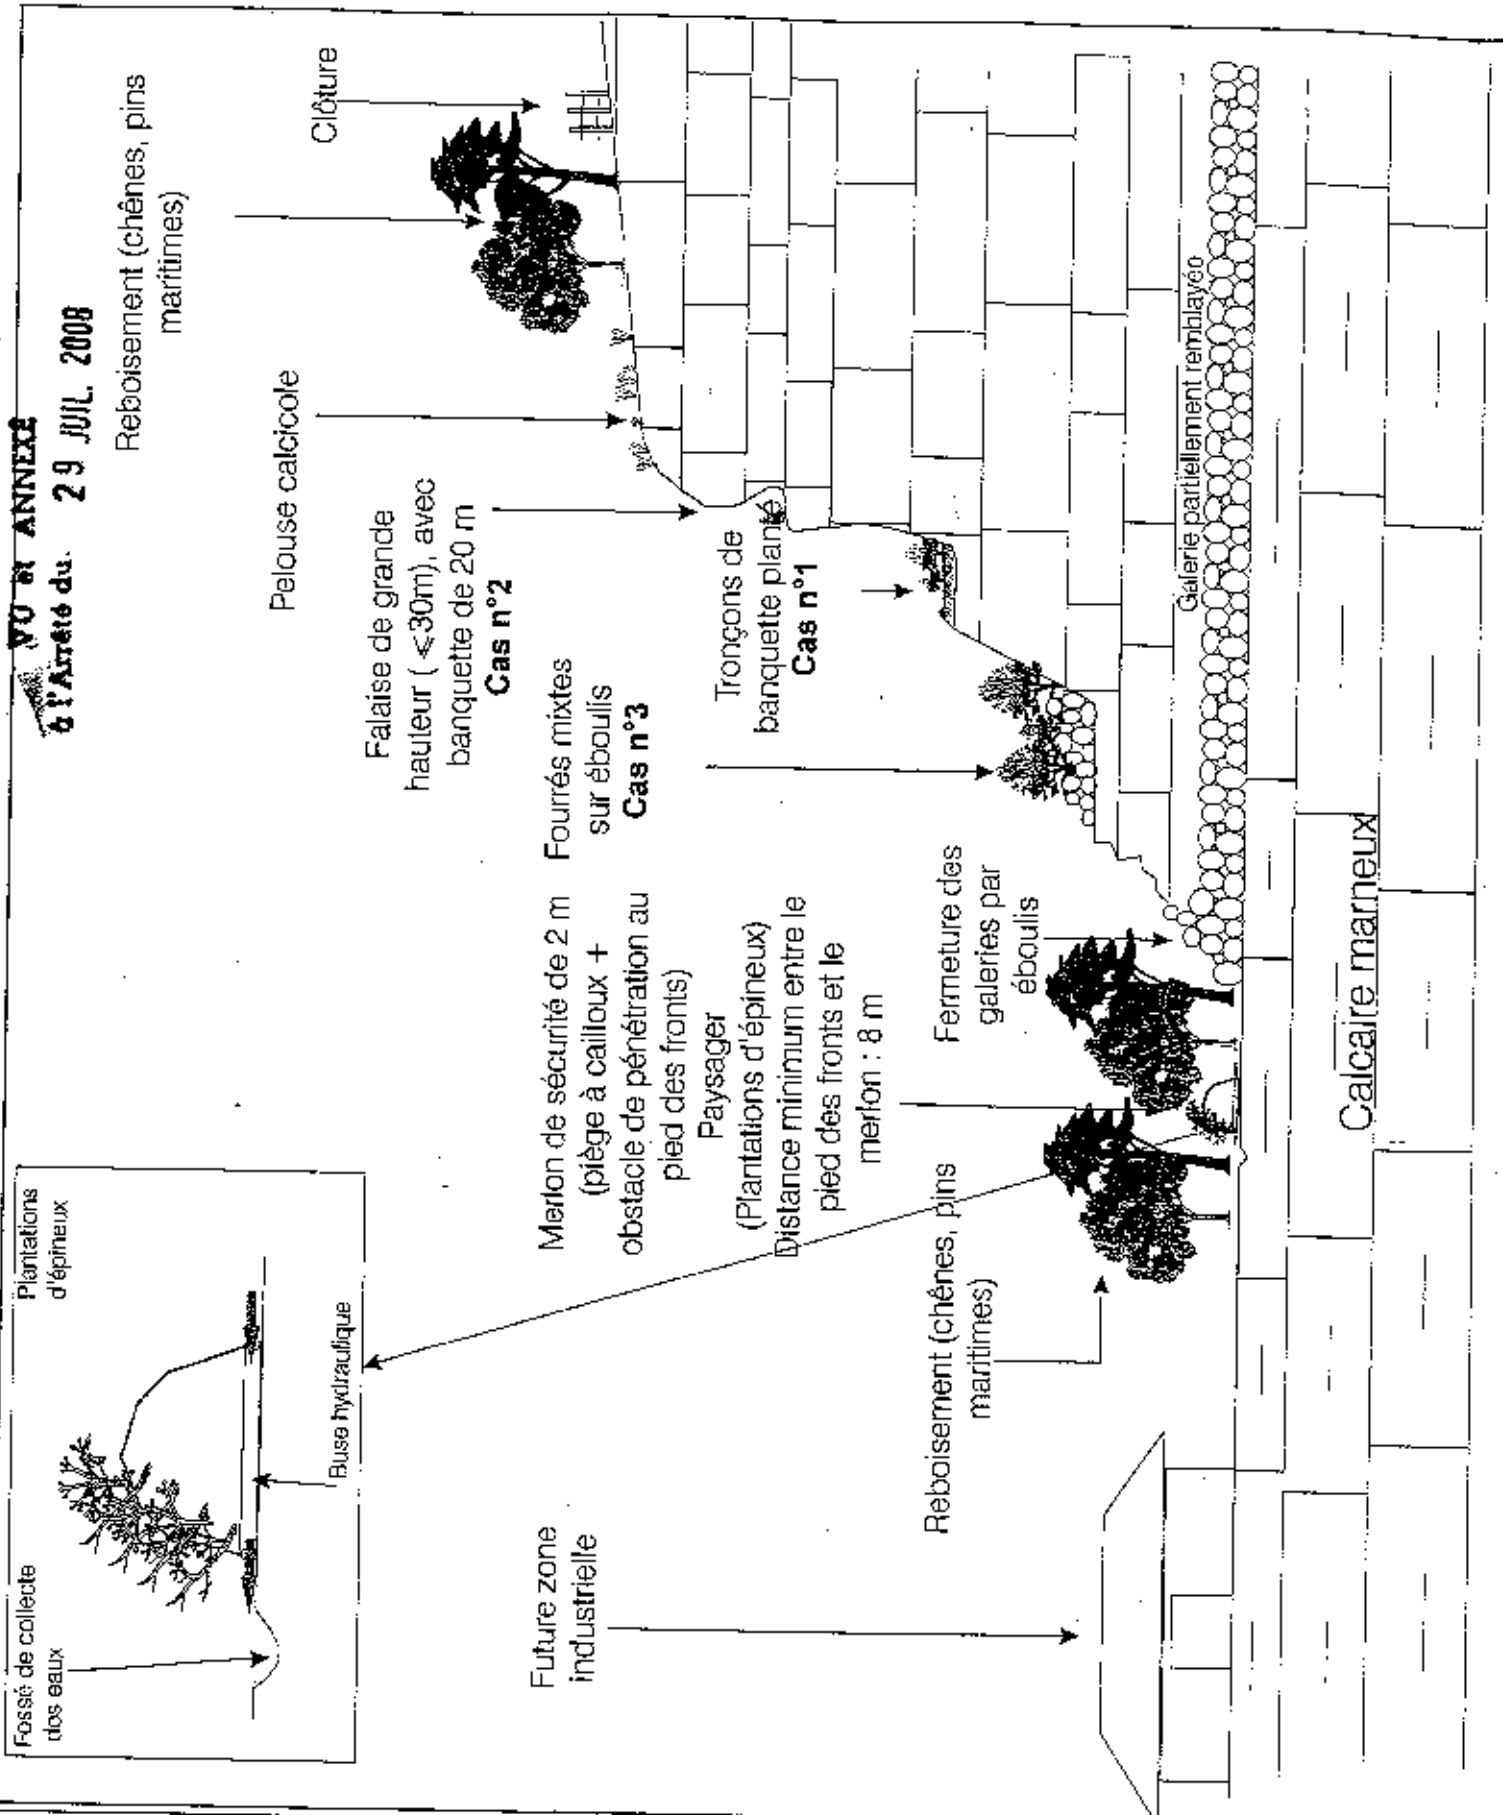 VU et ANNEXÉ
à l'Arrêté du. 29 JUIL. 2008
Fossé de collecte
dos eaux
Plantations
d'épineux
Buse hydraulique
Future zone
industrielle
Reboisement (chênes, pins
maritimes)
Merlon de sécurité de 2 m
(piège à cailloux +
obstacle de pénétration au
pied des fronts)
Paysager
(Plantations d'épineux)
Distance minimum entre le
pied des fronts et le
merlon : 8 m
Fermeture des
galeries par
éboulis
Fourrés mixtes
sur éboulis
Cas n°3
Tronçons de
banquette planté
Cas n°1
Falaise de grande
hauteur ( <30m), avec
banquette de 20 m
Cas n°2
Pelouse calcicole
Reboisement (chênes, pins
maritimes)
Clôture
Galerie partiellement remblayéo
Calcaire marneux